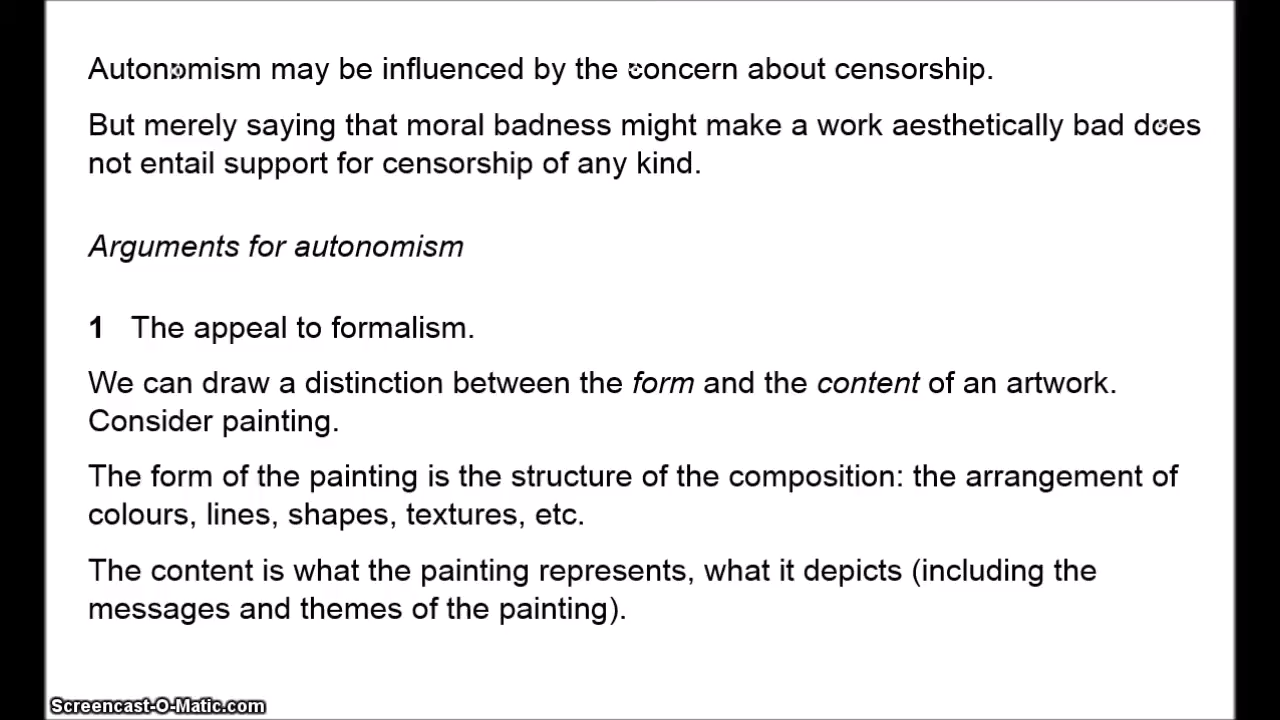 Autonomism may be influenced by the concern about censorship.
But merely saying that moral badness might make a work aesthetically bad does
not entail support for censorship of any kind.
Arguments for autonomism
1 The appeal to formalism.
We can draw a distinction between the form and the content of an artwork.
Consider painting.
The form of the painting is the structure of the composition: the arrangement of
colours, lines, shapes, textures, etc.
The content is what the painting represents, what it depicts (including the
messages and themes of the painting).
Screencast-O-Matic.com